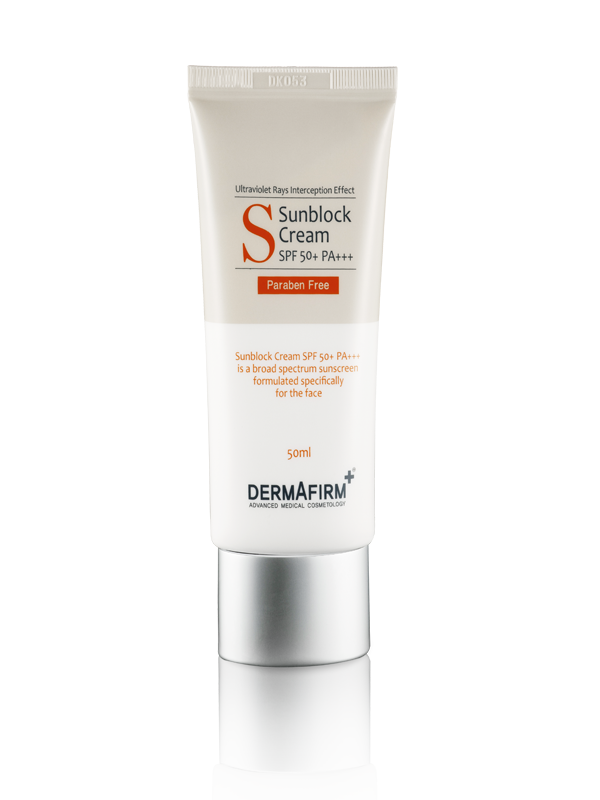 DK053
Ultraviolet Rays Interception Effect
S Sunblock
Cream
SPF 50+ PA+++
Paraben Free
Sunblock Cream SPF 50+ PA+++
is a broad spectrum sunscreen
formulated specifically
for the face
50ml
DERMAFIRM+®
ADVANCED MEDICAL COSMETOLOGY